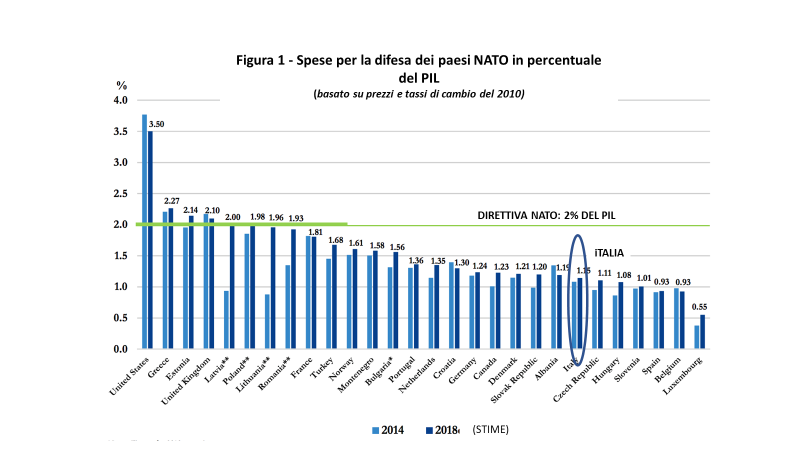 Figura 1 - Spese per la difesa dei paesi NATO in percentuale
del PIL
(basato su prezzi e tassi di cambio del 2010)
%
4.0
3.5
3.0
2.5
2.0
1.5
1.0
0.5
0.0
3.50
2.27
2.14
2.10
2.00
1.98
1.96
1.93
1.81
1.68
1.61
1.58
1.56
1.36
1.35
1.30
1.24
1.23
1.21
1.20
1.19
1.15
1.11
1.08
1.01
0.93
0.93
0.55
DIRETTIVA NATO: 2% DEL PIL
iTALIA
United States
Greece
Estonia
United Kingdom
Latvia**
Poland**
Lithuania**
Romania**
France
Turkey
Norway
Montenegro
Bulgaria*
Portugal
Netherlands
Croatia
Germany
Canada
Denmark
Slovak Republic
Albania
Italy
Czech Republic
Hungary
Slovenia
Spain
Belgium
Luxembourg
2014 2018e (STIME)